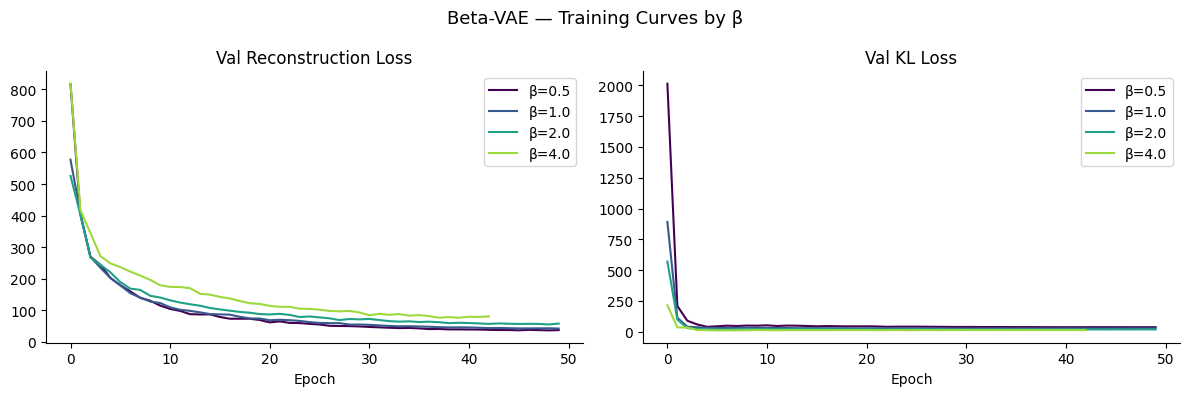 Beta-VAE — Training Curves by β
Val Reconstruction Loss
800
700
600
500
400
300
200
100
0
0 10 20 30 40 50
Epoch
β=0.5
β=1.0
β=2.0
β=4.0
Val KL Loss
2000
1750
1500
1250
1000
750
500
250
0
0 10 20 30 40 50
Epoch
β=0.5
β=1.0
β=2.0
β=4.0